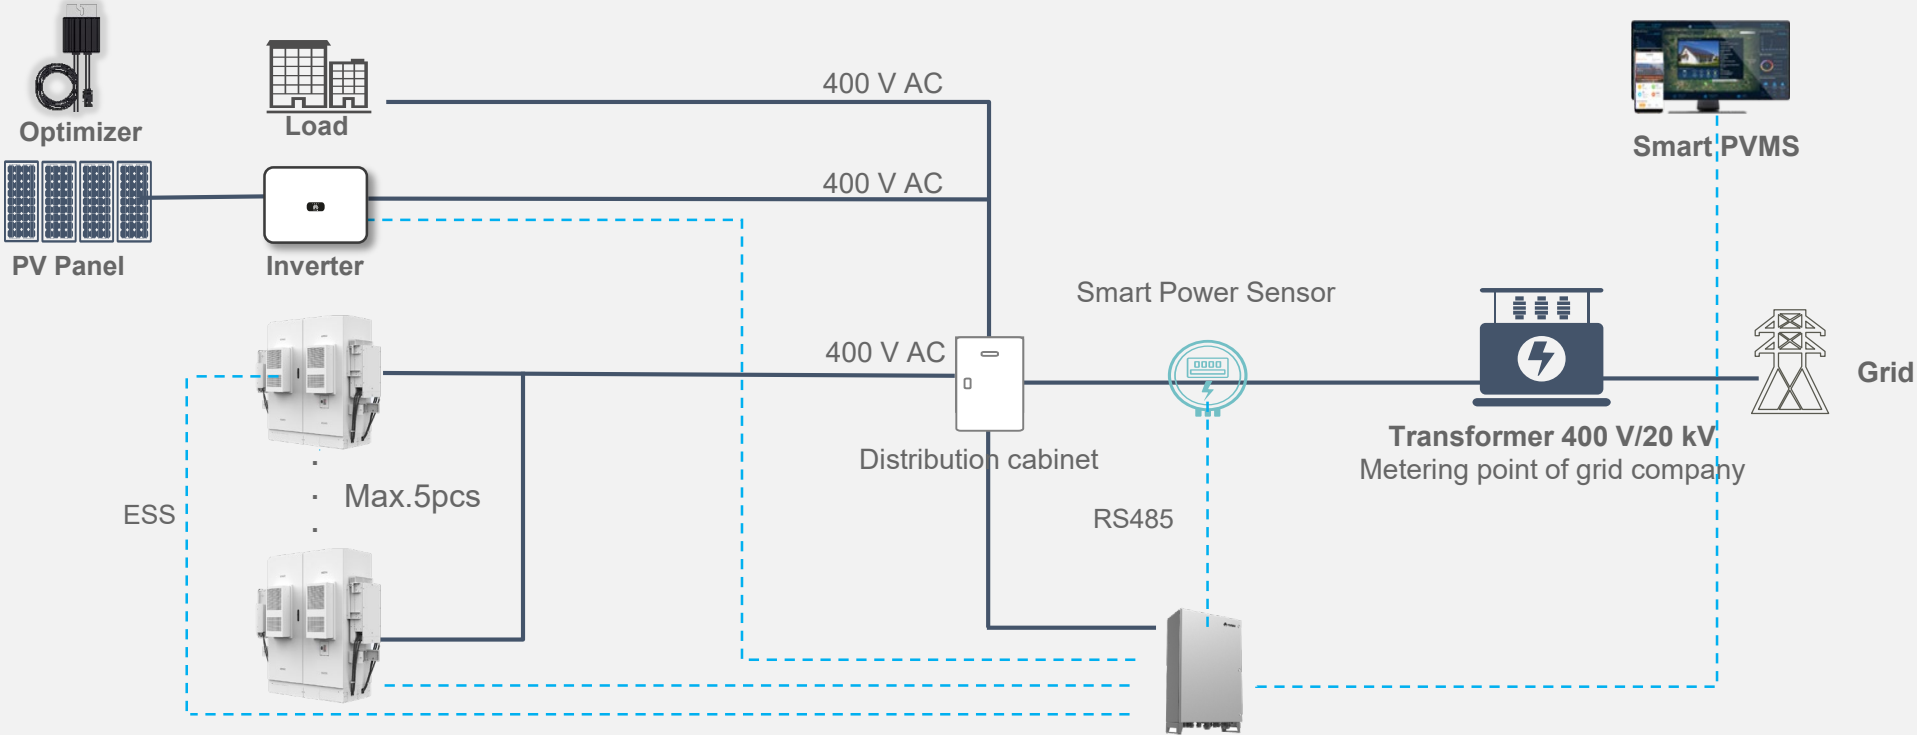 400 V AC
Optimizer
Load
Smart PVMS
400 V AC
PV Panel
Inverter
Smart Power Sensor
400 V AC
Grid
Transformer 400 V/20 kV
Distribution cabinet
Metering point of grid company
Max.5pcs
ESS
RS485